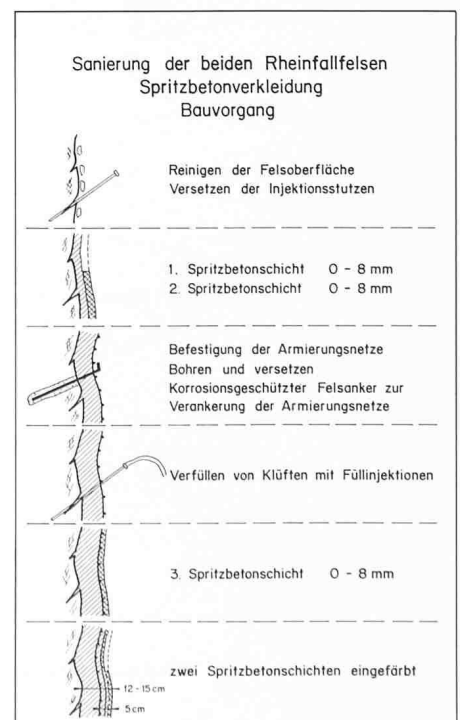 Sanierung der beiden Rheinfallfelsen
Spritzbetonverkleidung
Bauvorgang
Reinigen der Felsoberfläche
Versetzen der Injektionsstutzen
1. Spritzbetonschicht 0 - 8 mm
2. Spritzbetonschicht 0 - 8 mm
Befestigung der Armierungsnetze
Bohren und versetzen
Korrosionsgeschützter Felsanker zur
Verankerung der Armierungsnetze
Verfüllen von Klüften mit Füllinjektionen
3. Spritzbetonschicht 0 - 8 mm
zwei Spritzbetonschichten eingefärbt
12 - 15 cm
5 cm